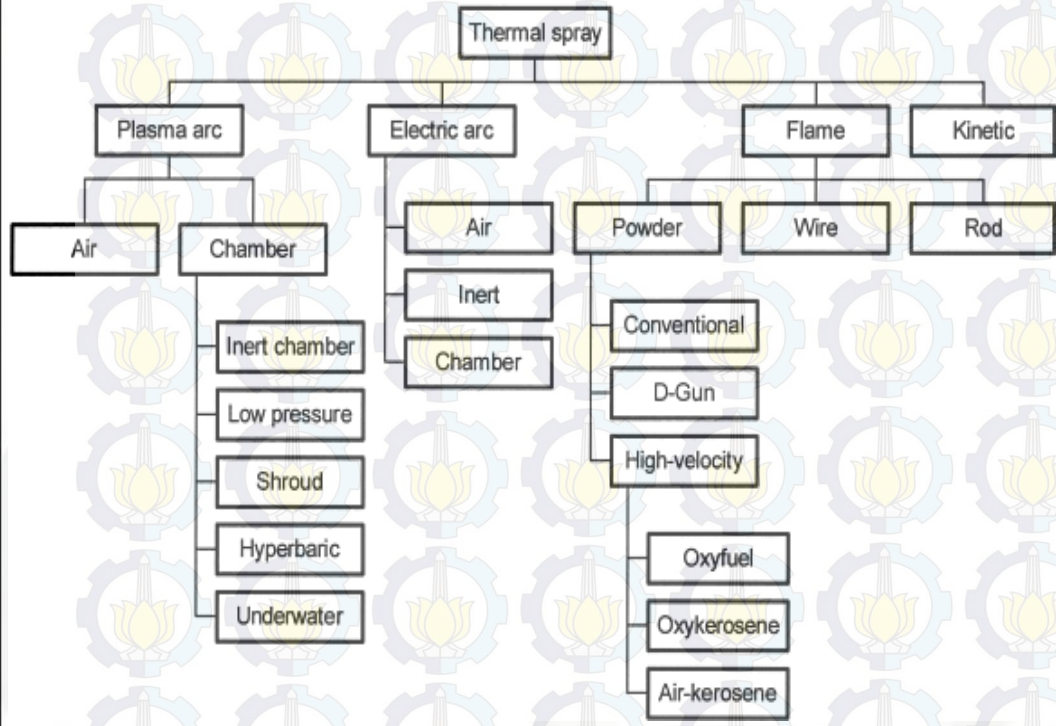 Thermal spray
Plasma arc
Electric arc
Flame
Kinetic
Air
Chamber
Air
Powder
Wire
Rod
Inert chamber
Low pressure
Shroud
Hyperbaric
Underwater
Inert
Chamber
Conventional
D-Gun
High-velocity
Oxyfuel
Oxykerosene
Air-kerosene